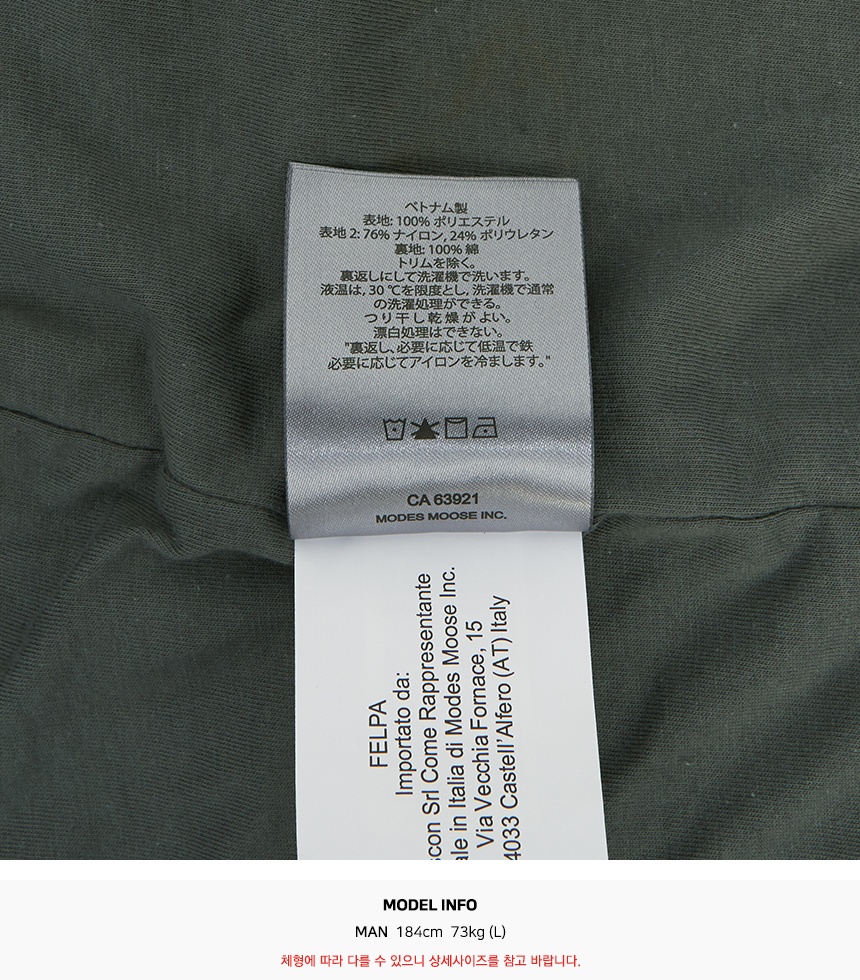 ベトナム製
表地: 100% ポリエステル
表地 2: 76% ナイロン, 24% ポリウレタン
裏地: 100% 綿
トリムを除く。
裏返しにして洗濯機で洗います。
液温は, 30 ℃を限度とし, 洗濯機で通常
の洗濯処理ができる。
つり干し乾燥がよい。
漂白処理はできない。
"裏返し、必要に応じて低温で鉄
必要に応じてアイロンを冷まします。"
CA 63921
MODES MOOSE INC.
FELPA
Importato da:
scon Srl Come Rappresentante
ale in Italia di Modes Moose Inc.
Via Vecchia Fornace, 15
4033 Castell'Alfero (AT) Italy
MODEL INFO
MAN 184cm 73kg (L)
체형에 따라 다를 수 있으니 상세사이즈를 참고 바랍니다.